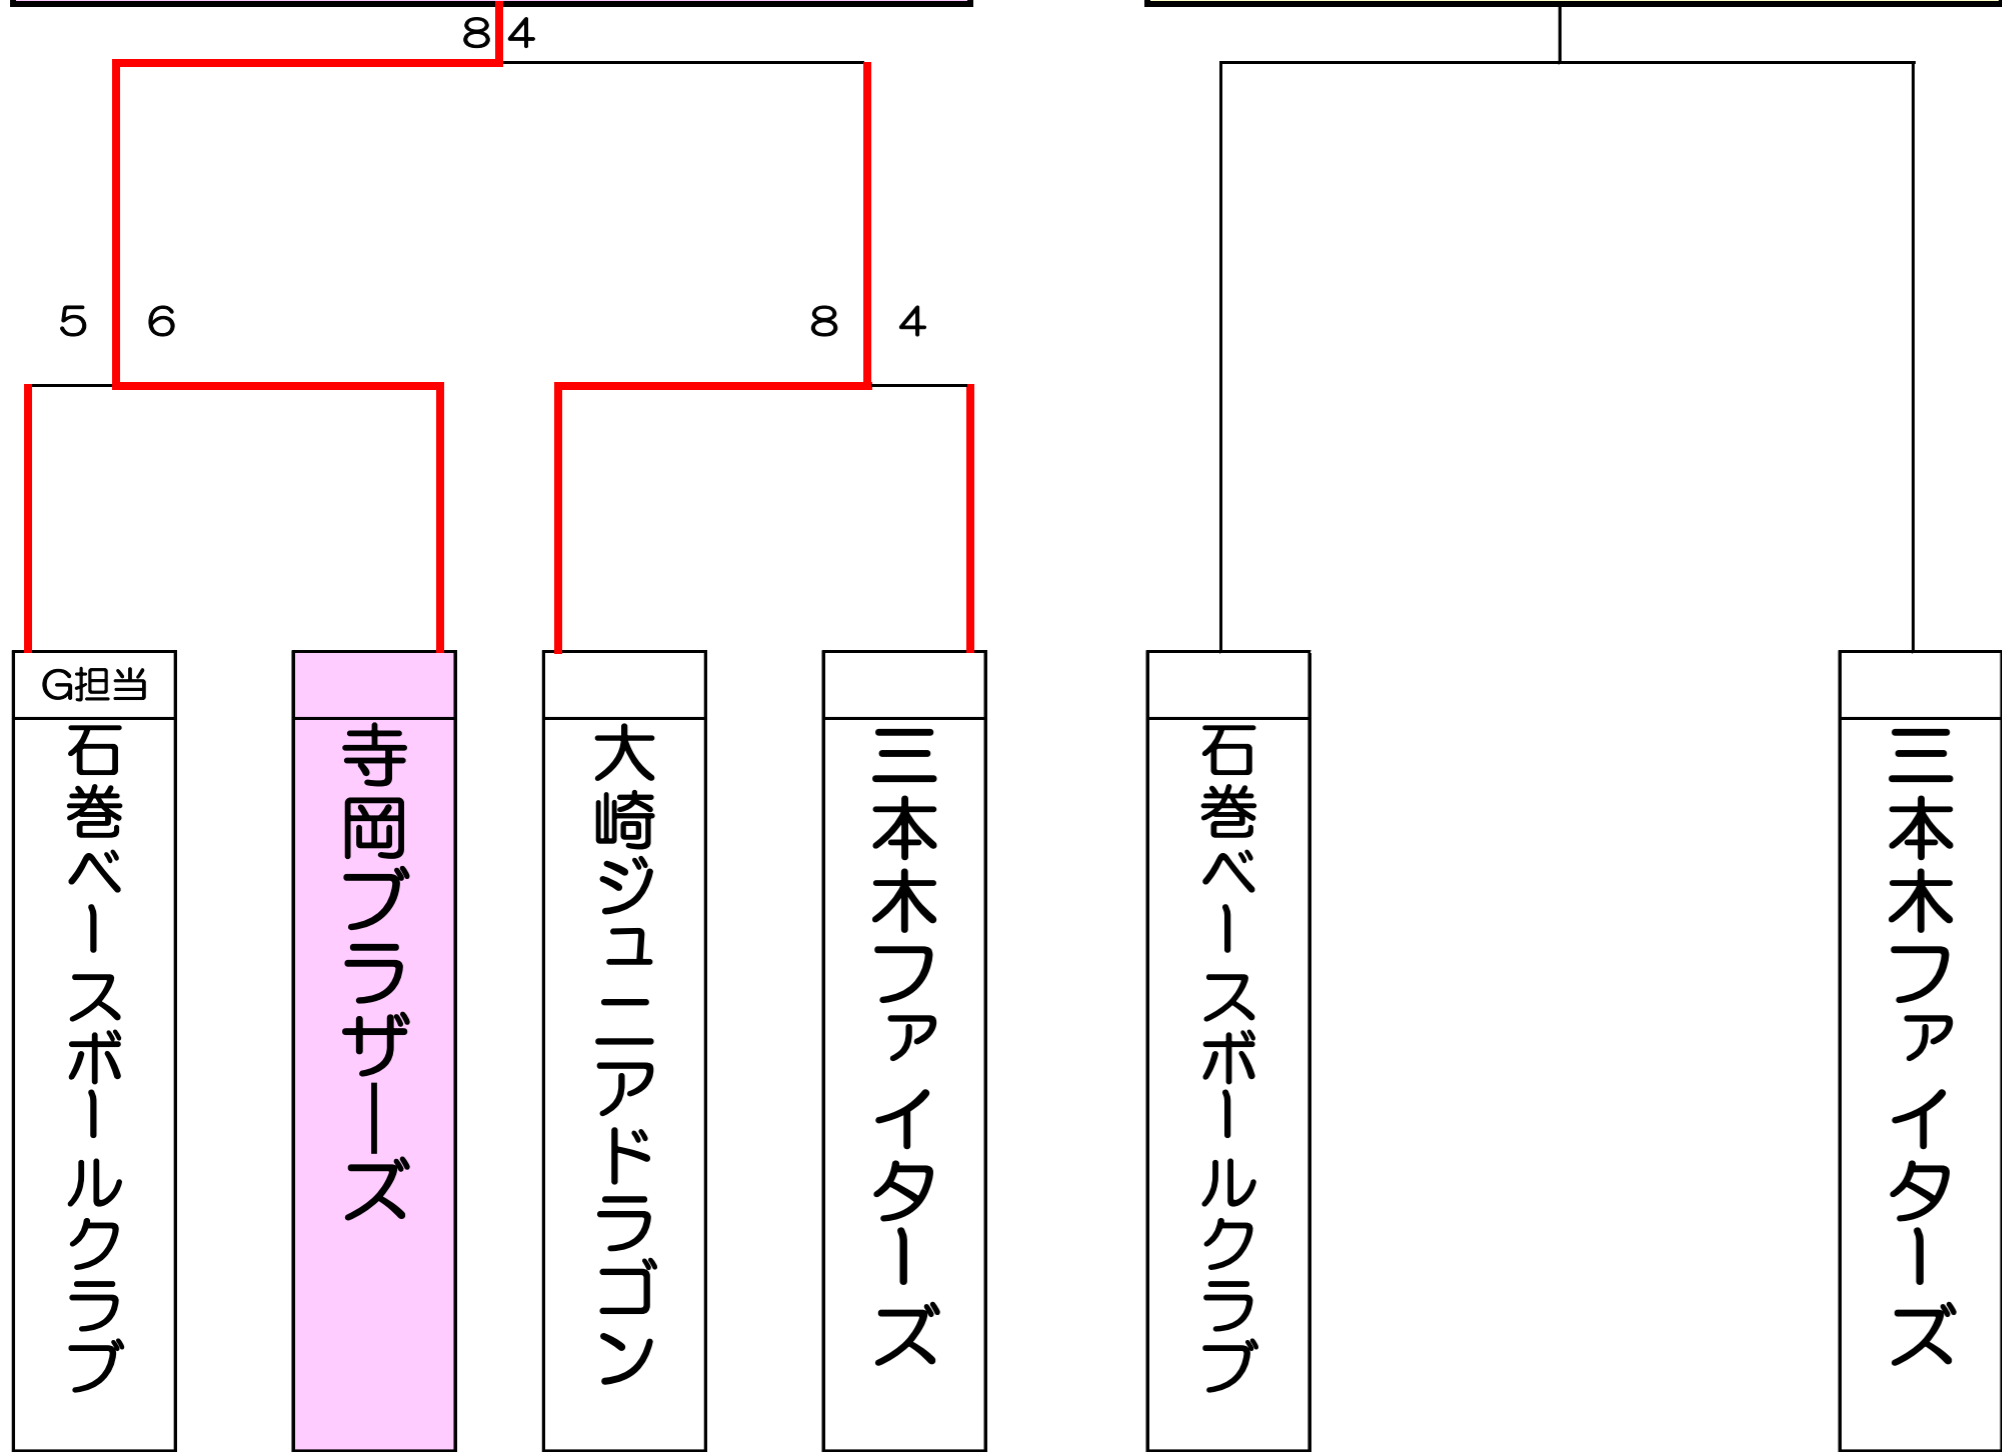 8 4
5 6
8 4
G担当
石巻ベースボールクラブ
寺岡ブラザーズ
大崎ジュニアドラゴン
三本木ファイターズ
石巻ベースボールクラブ
三本木ファイターズ